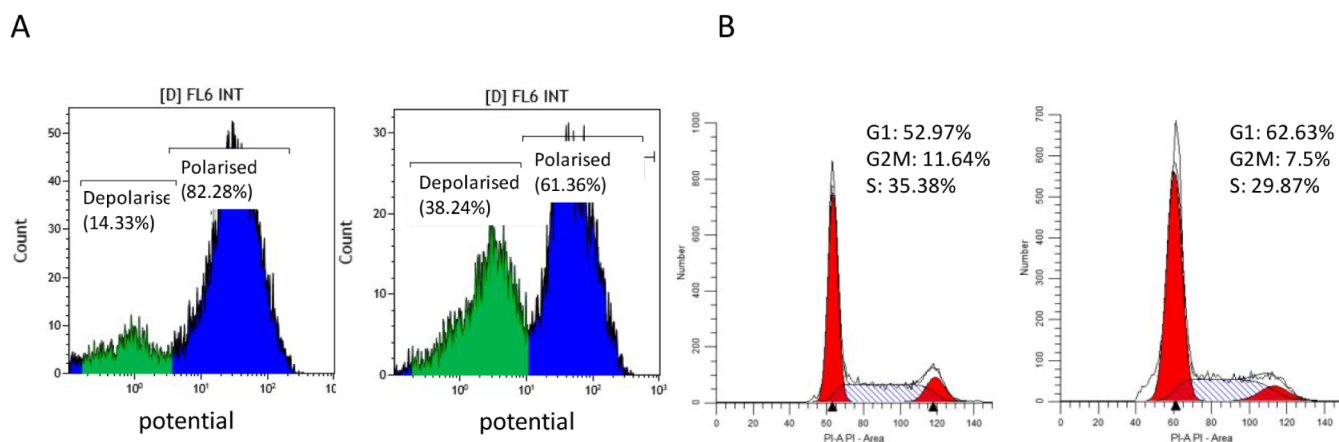 A
B
[D] FL6 INT
Count
50
40
30
20
10
0
Depolarise
(14.33%)
Polarised
(82.28%)
10⁰
10¹
10²
potential
[D] FL6 INT
Count
30
20
10
0
Depolarised
(38.24%)
Polarised
(61.36%)
10⁰
10¹
10²
10³
potential
Number
1000
800
600
400
200
0
G1: 52.97%
G2M: 11.64%
S: 35.38%
0
20
40
60
80
100
120
140
PI-A PI - Area
Number
700
600
500
400
300
200
100
0
G1: 62.63%
G2M: 7.5%
S: 29.87%
0
20
40
60
80
100
120
140
PI-A PI - Area